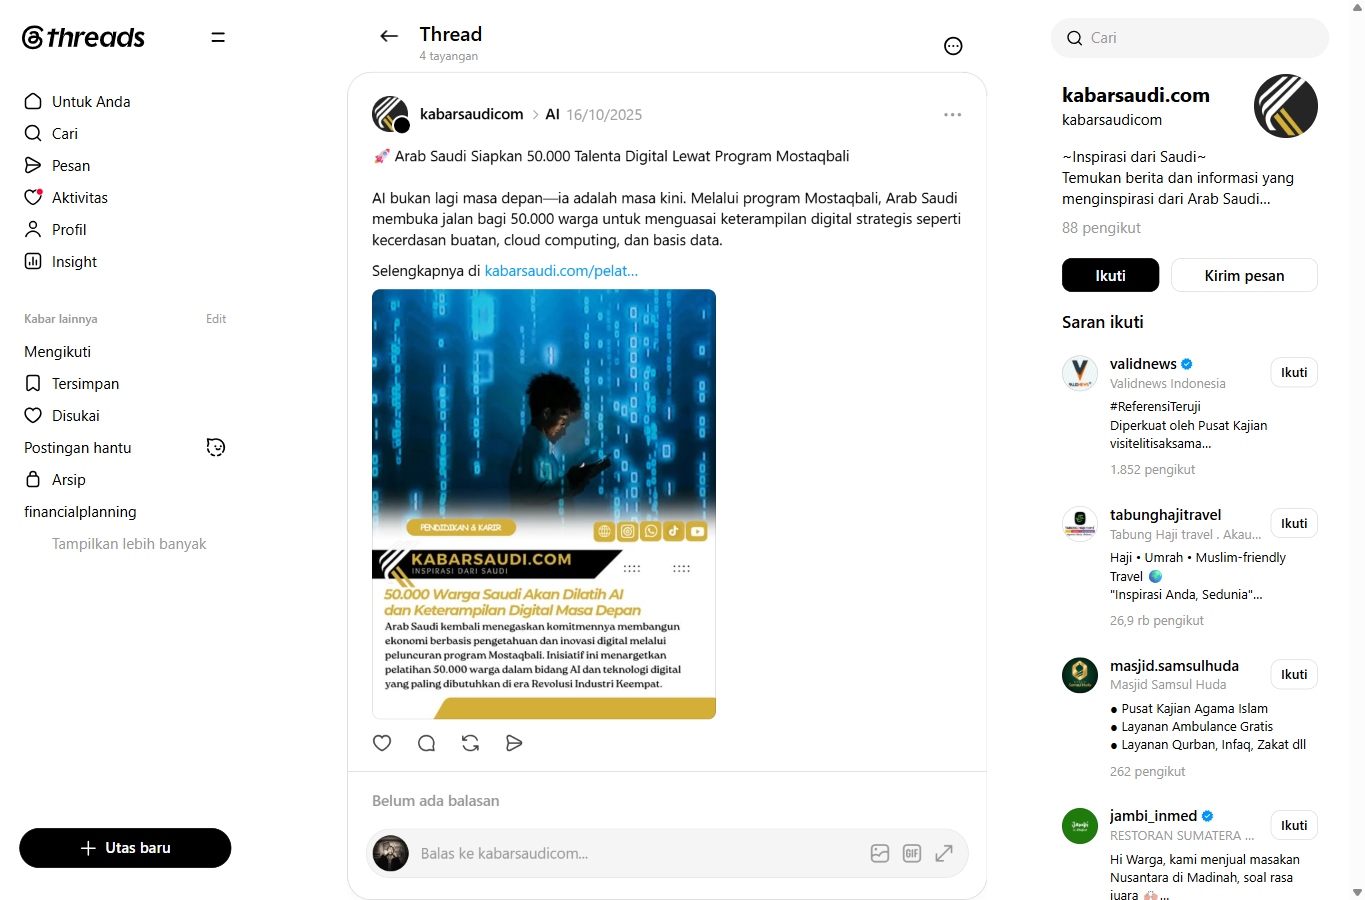 threads
Untuk Anda
Cari
Pesan
Aktivitas
Profil
Insight
Kabar lainnya
Edit
Mengikuti
Tersimpan
Disukai
Postingan hantu
Arsip
financialplanning
Tampilkan lebih banyak
Utas baru
Thread
4 tayangan
kabarsaudicom > AI 16/10/2025
🚀 Arab Saudi Siapkan 50.000 Talenta Digital Lewat Program Mostaqbali
AI bukan lagi masa depan—ia adalah masa kini. Melalui program Mostaqbali, Arab Saudi
membuka jalan bagi 50.000 warga untuk menguasai keterampilan digital strategis seperti
kecerdasan buatan, cloud computing, dan basis data.
Selengkapnya di kabarsaudi.com/pelat...
PENDIDIKAN & KARIR
KABARSAUDI.COM
INSPIRASI DARI SAUDI
50.000 Warga Saudi Akan Dilatih AI
dan Keterampilan Digital Masa Depan
Arab Saudi kembali menegaskan komitmennya membangun
ekonomi berbasis pengetahuan dan inovasi digital melalui
peluncuran program Mostaqbali. Inisiatif ini menargetkan
pelatihan 50.000 warga dalam bidang AI dan teknologi digital
yang paling dibutuhkan di era Revolusi Industri Keempat.
Belum ada balasan
Balas ke kabarsaudicom...
GIF
Cari
kabarsaudi.com
kabarsaudicom
~Inspirasi dari Saudi~
Temukan berita dan informasi yang
menginspirasi dari Arab Saudi...
88 pengikut
Ikuti
Kirim pesan
Saran ikuti
validnews
Validnews Indonesia
Ikuti
#ReferensiTeruji
Diperkuat oleh Pusat Kajian
visitelitisaksama...
1.852 pengikut
tabunghajitravel
Tabung Haji travel . Akau...
Ikuti
Haji • Umrah • Muslim-friendly
Travel 🌏
"Inspirasi Anda, Sedunia"...
26,9 rb pengikut
masjid.samsulhuda
Masjid Samsul Huda
Ikuti
● Pusat Kajian Agama Islam
● Layanan Ambulance Gratis
● Layanan Qurban, Infaq, Zakat dll
262 pengikut
jambi_inmed
RESTORAN SUMATERA ...
Ikuti
Hi Warga, kami menjual masakan
Nusantara di Madinah, soal rasa
juara 🫰🏻...